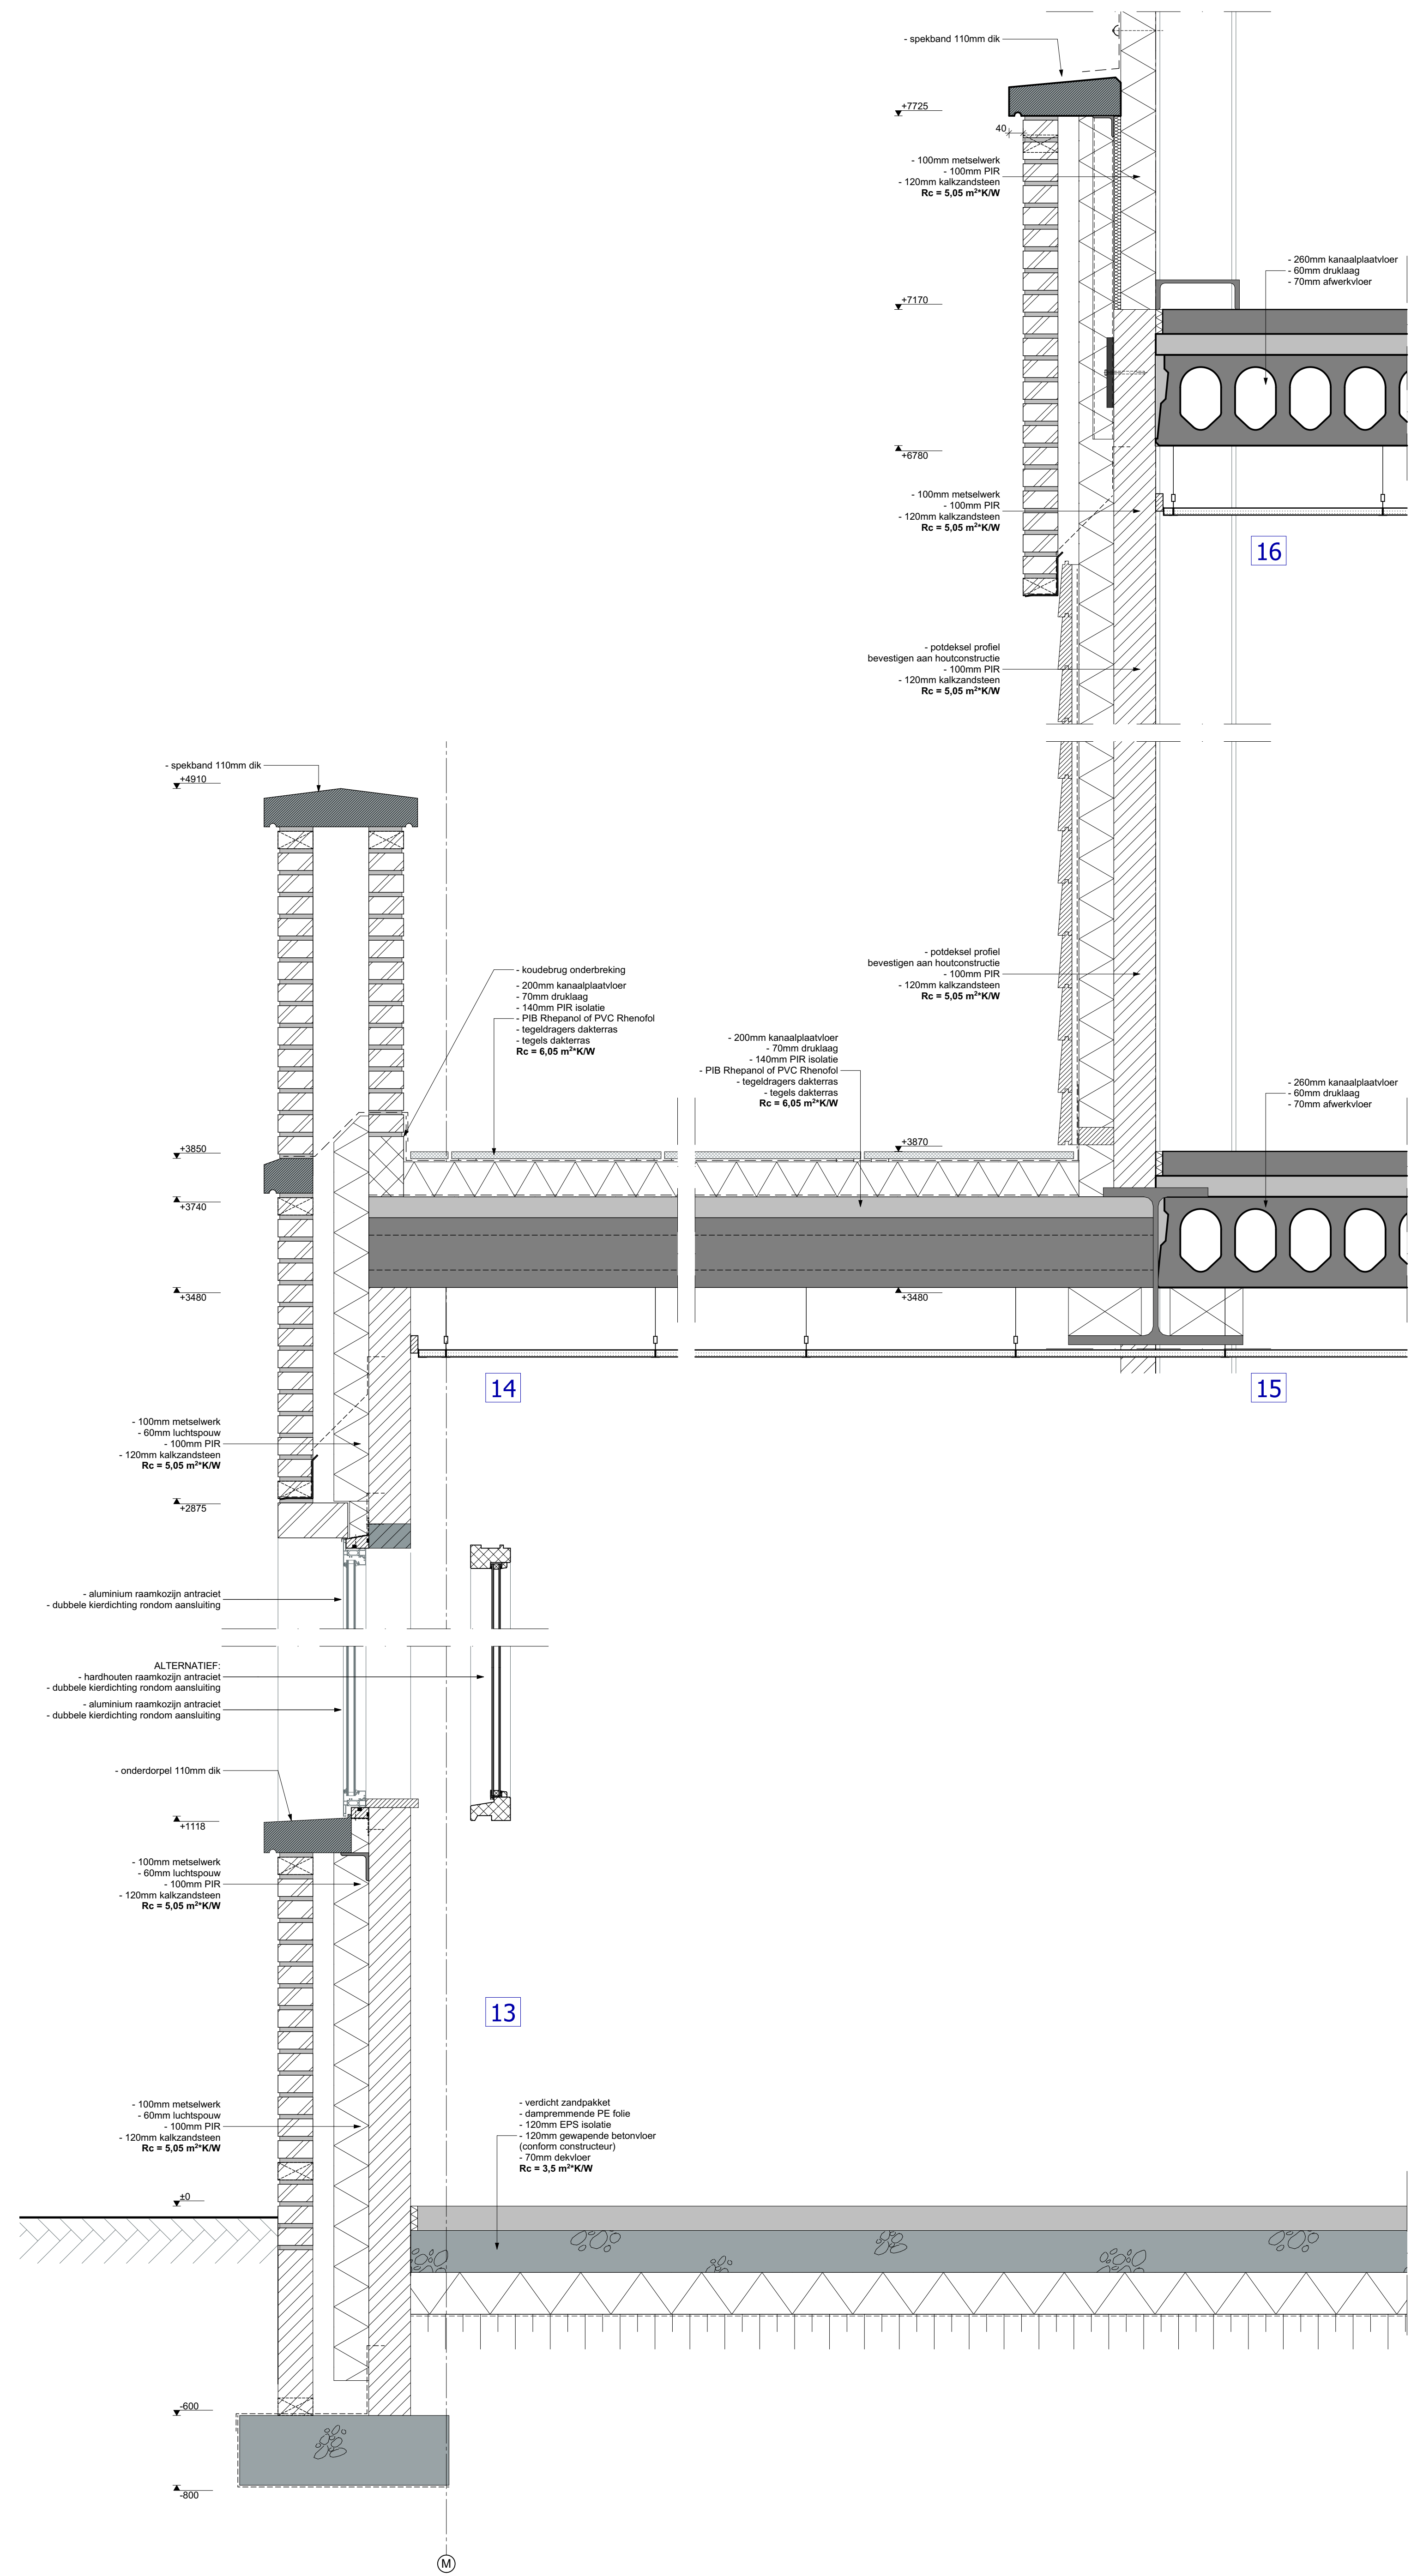 - spekband 110mm dik
+7725
40
- 100mm metselwerk
- 100mm PIR
- 120mm kalkzandsteen
Rc = 5,05 m²*K/W
- 260mm kanaalplaatvloer
- 60mm druklaag
- 70mm afwerkvloer
+7170
+6780
- 100mm metselwerk
- 100mm PIR
- 120mm kalkzandsteen
Rc = 5,05 m²*K/W
16
- potdeksel profiel
bevestigen aan houtconstructie
- 100mm PIR
- 120mm kalkzandsteen
Rc = 5,05 m²*K/W
- spekband 110mm dik
+4910
- potdeksel profiel
bevestigen aan houtconstructie
- 100mm PIR
- 120mm kalkzandsteen
Rc = 5,05 m²*K/W
- koudebrug onderbreking
- 200mm kanaalplaatvloer
- 70mm druklaag
- 140mm PIR isolatie
- PIB Rhepanol of PVC Rhenofol
- tegeldragers dakterras
- tegels dakterras
Rc = 6,05 m²*K/W
- 200mm kanaalplaatvloer
- 70mm druklaag
- 140mm PIR isolatie
- PIB Rhepanol of PVC Rhenofol
- tegeldragers dakterras
- tegels dakterras
Rc = 6,05 m²*K/W
- 260mm kanaalplaatvloer
- 60mm druklaag
- 70mm afwerkvloer
+3850
+3870
+3740
+3480
+3480
14
15
- 100mm metselwerk
- 60mm luchtspouw
- 100mm PIR
- 120mm kalkzandsteen
Rc = 5,05 m²*K/W
+2875
- aluminium raamkozijn antraciet
- dubbele kierdichting rondom aansluiting
ALTERNATIEF:
- hardhouten raamkozijn antraciet
- dubbele kierdichting rondom aansluiting
- aluminium raamkozijn antraciet
- dubbele kierdichting rondom aansluiting
- onderdorpel 110mm dik
+1118
- 100mm metselwerk
- 60mm luchtspouw
- 100mm PIR
- 120mm kalkzandsteen
Rc = 5,05 m²*K/W
13
- 100mm metselwerk
- 60mm luchtspouw
- 100mm PIR
- 120mm kalkzandsteen
Rc = 5,05 m²*K/W
- verdicht zandpakket
- dampremmende PE folie
- 120mm EPS isolatie
- 120mm gewapende betonvloer
(conform constructeur)
- 70mm dekvloer
Rc = 3,5 m²*K/W
±0
-600
-800
M